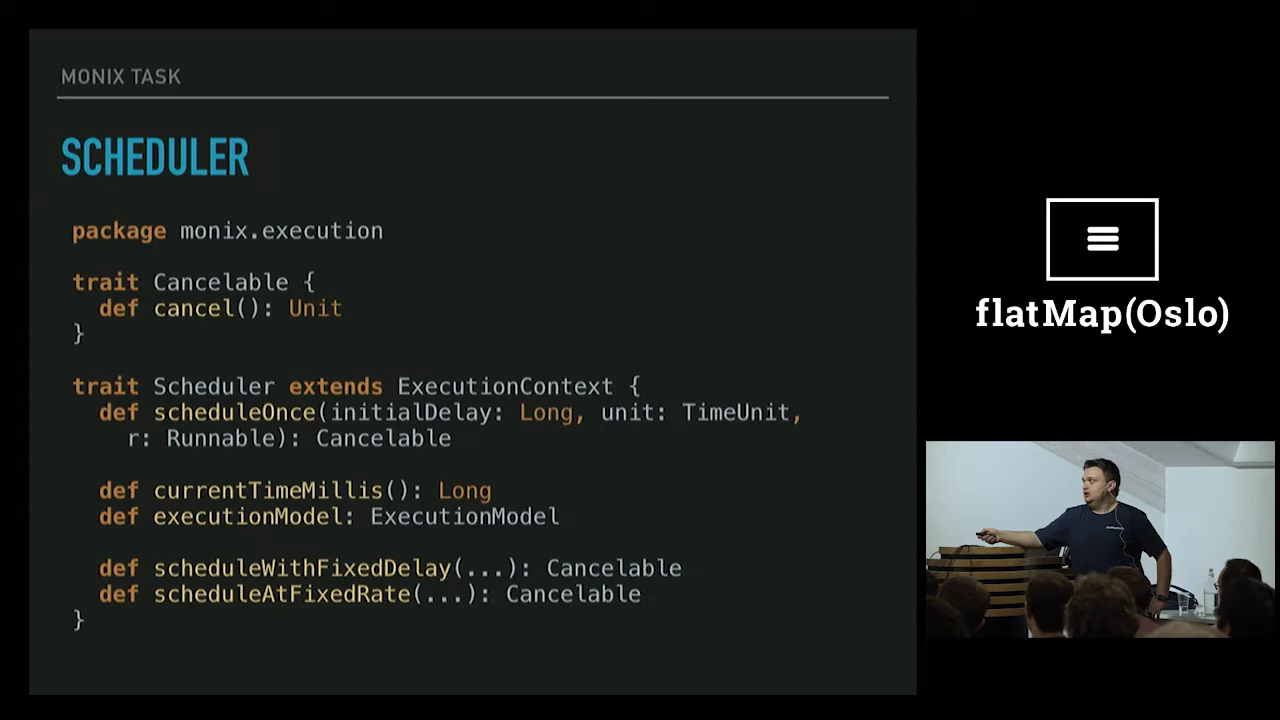 MONIX TASK
SCHEDULER
package monix.execution
trait Cancelable {
  def cancel(): Unit
}
trait Scheduler extends ExecutionContext {
  def scheduleOnce(initialDelay: Long, unit: TimeUnit,
    r: Runnable): Cancelable
  def currentTimeMillis(): Long
  def executionModel: ExecutionModel
  def scheduleWithFixedDelay(...): Cancelable
  def scheduleAtFixedRate(...): Cancelable
}
flatMap(Oslo)